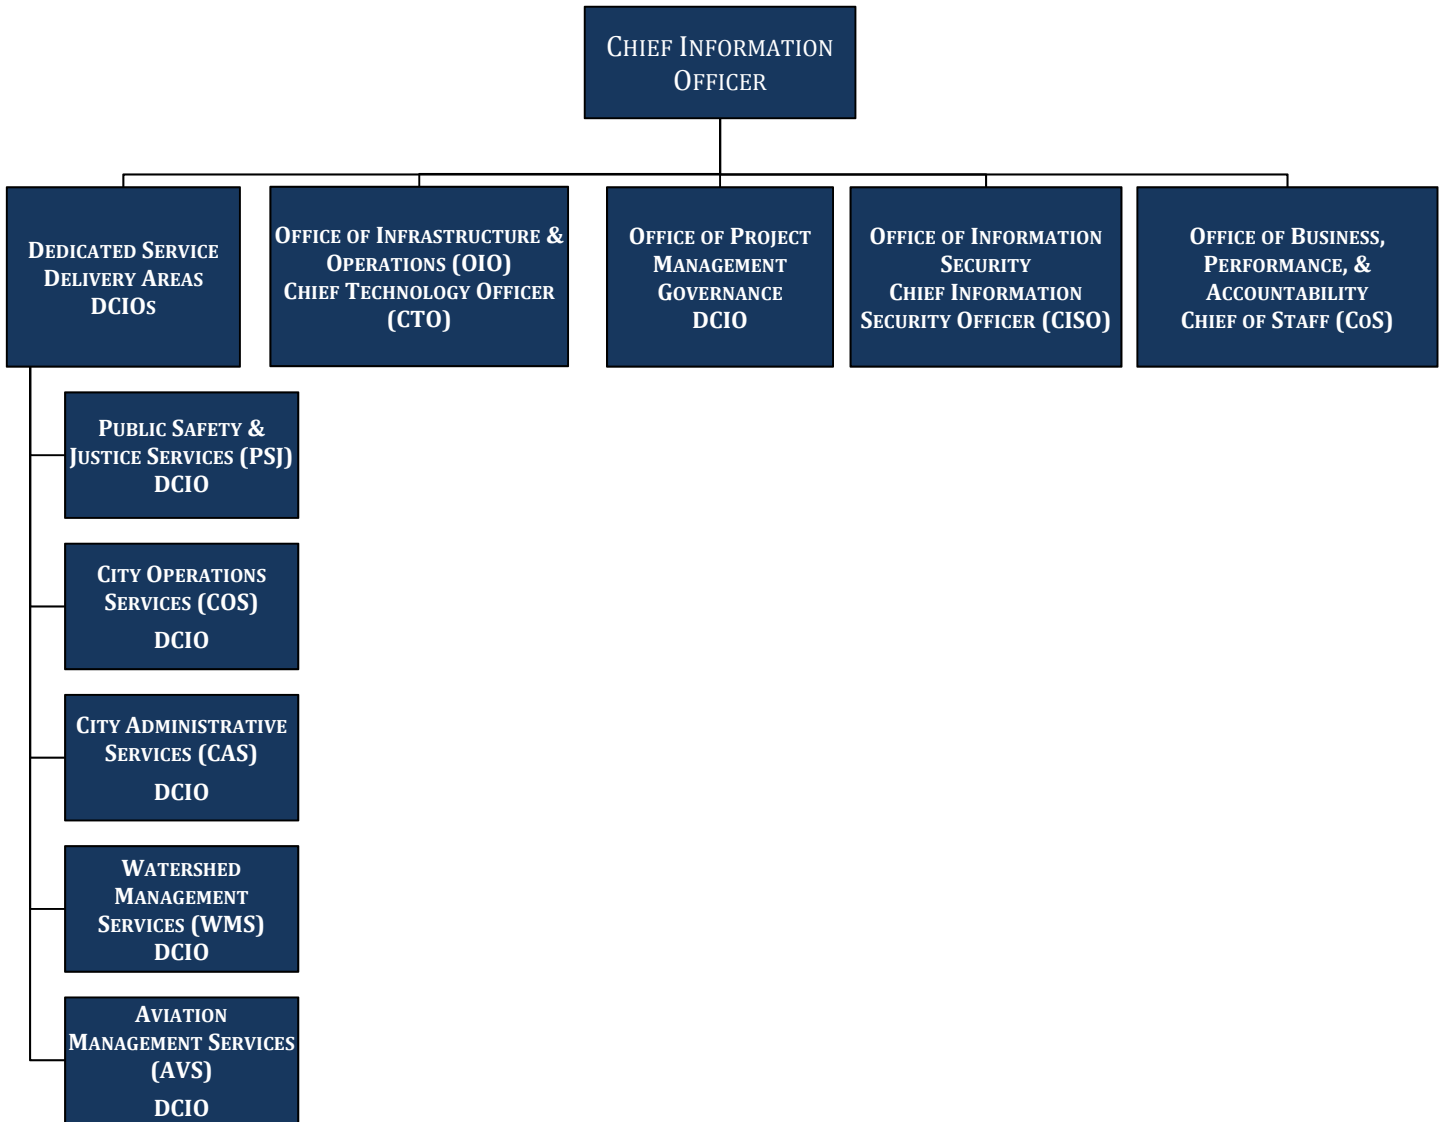 Chief Information
Officer
Dedicated Service
Delivery Areas
DCIOs
Office of Infrastructure &
Operations (OIO)
Chief Technology Officer
(CTO)
Office of Project
Management
Governance
DCIO
Office of Information
Security
Chief Information
Security Officer (CISO)
Office of Business,
Performance, &
Accountability
Chief of Staff (CoS)
Public Safety &
Justice Services (PSJ)
DCIO
City Operations
Services (COS)
DCIO
City Administrative
Services (CAS)
DCIO
Watershed
Management
Services (WMS)
DCIO
Aviation
Management Services
(AVS)
DCIO